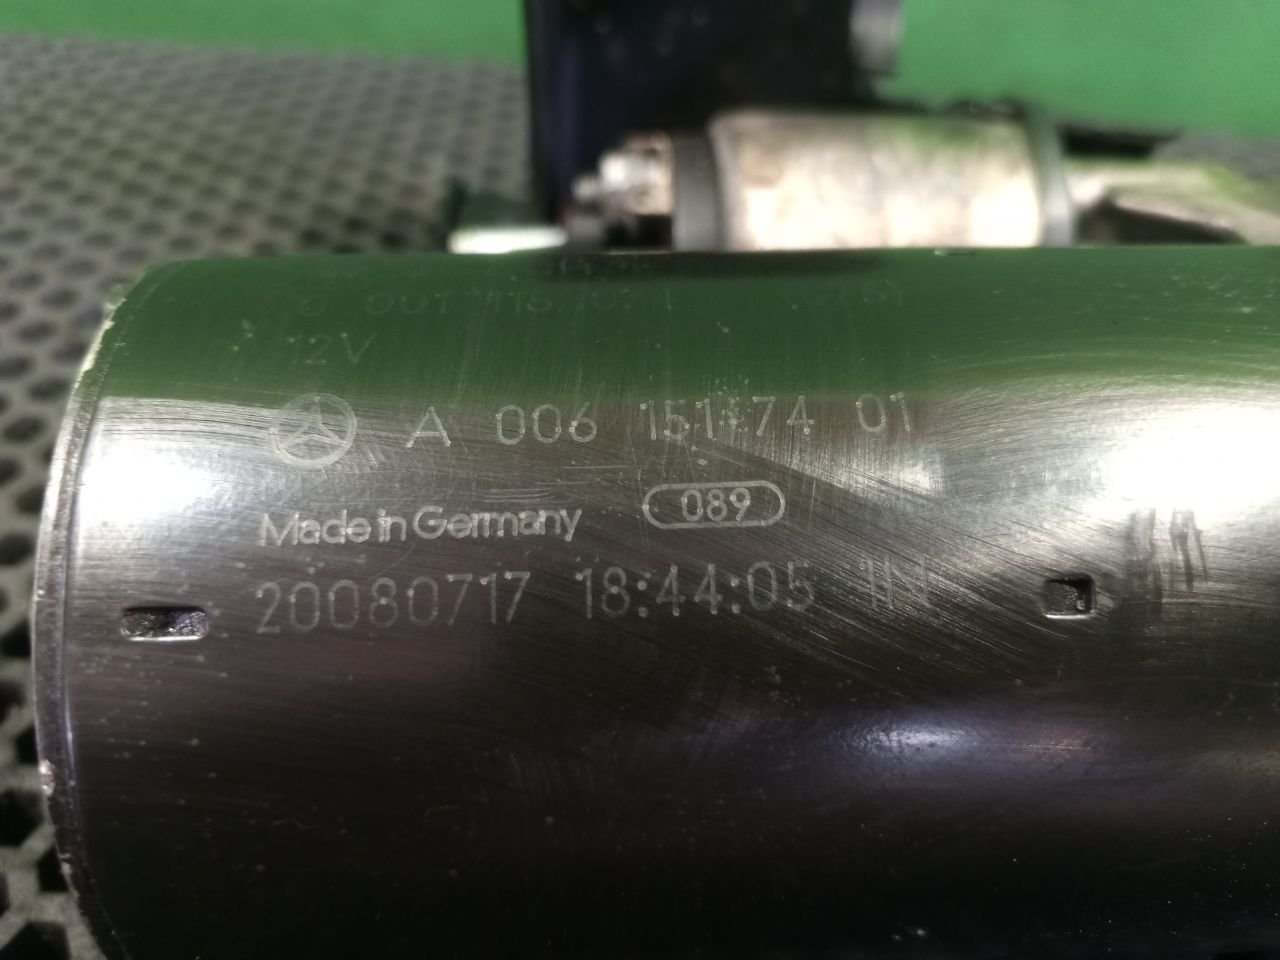 12V
A 006 151 74 01
Made in Germany 089
20080717 18:44:05 1N